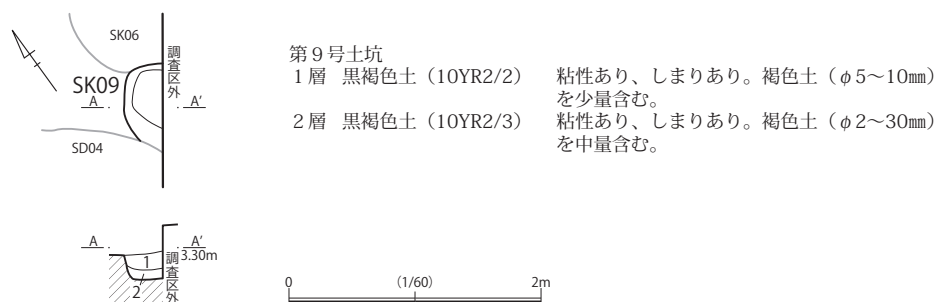 SK06
調査区外
SK09
A A'
SD04
第9号土坑
1層 黒褐色土（10YR2/2） 粘性あり、しまりあり。褐色土（φ5～10㎜）
を少量含む。
2層 黒褐色土（10YR2/3） 粘性あり、しまりあり。褐色土（φ2～30㎜）
を中量含む。
A A'
3.30m
調査区外
1
2
0 (1/60) 2m